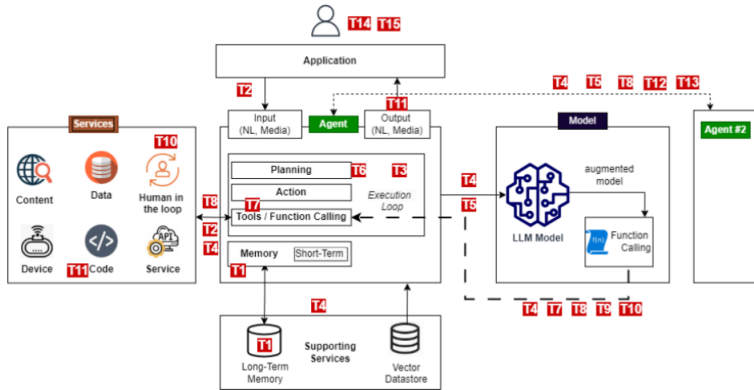 T14 T15
Application
T2
T11
T4 T5 T8 T12 T13
Input
(NL, Media)
Agent
Output
(NL, Media)
Services
T10
Content
Data
Human in
the loop
Device
T11
Code
API
Service
T8
T2
T4
Planning
T6 T3
Action
T7
Execution
Loop
Tools / Function Calling
Memory
Short-Term
T1
T4
T5
Model
augmented
model
LLM Model
f(n)
Function
Calling
T4 T7 T8 T9 T10
Agent #2
T4
T1
Supporting
Services
Long-Term
Memory
Vector
Datastore